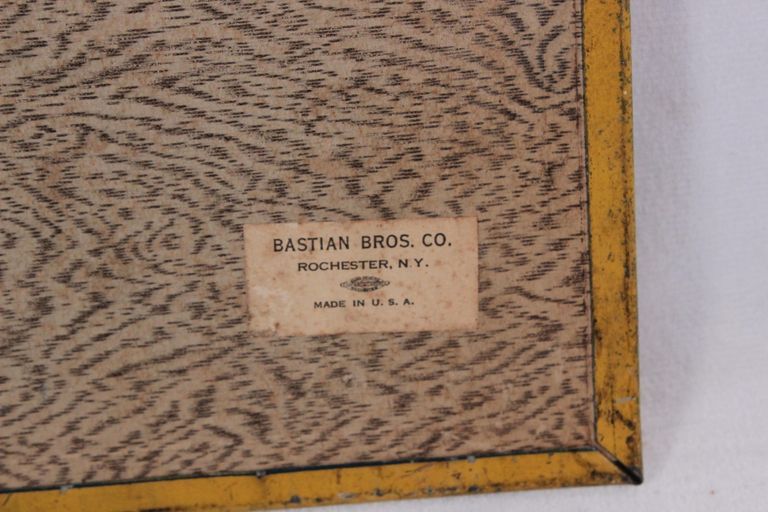 BASTIAN BROS. CO.
ROCHESTER, N.Y.
MADE IN U. S. A.